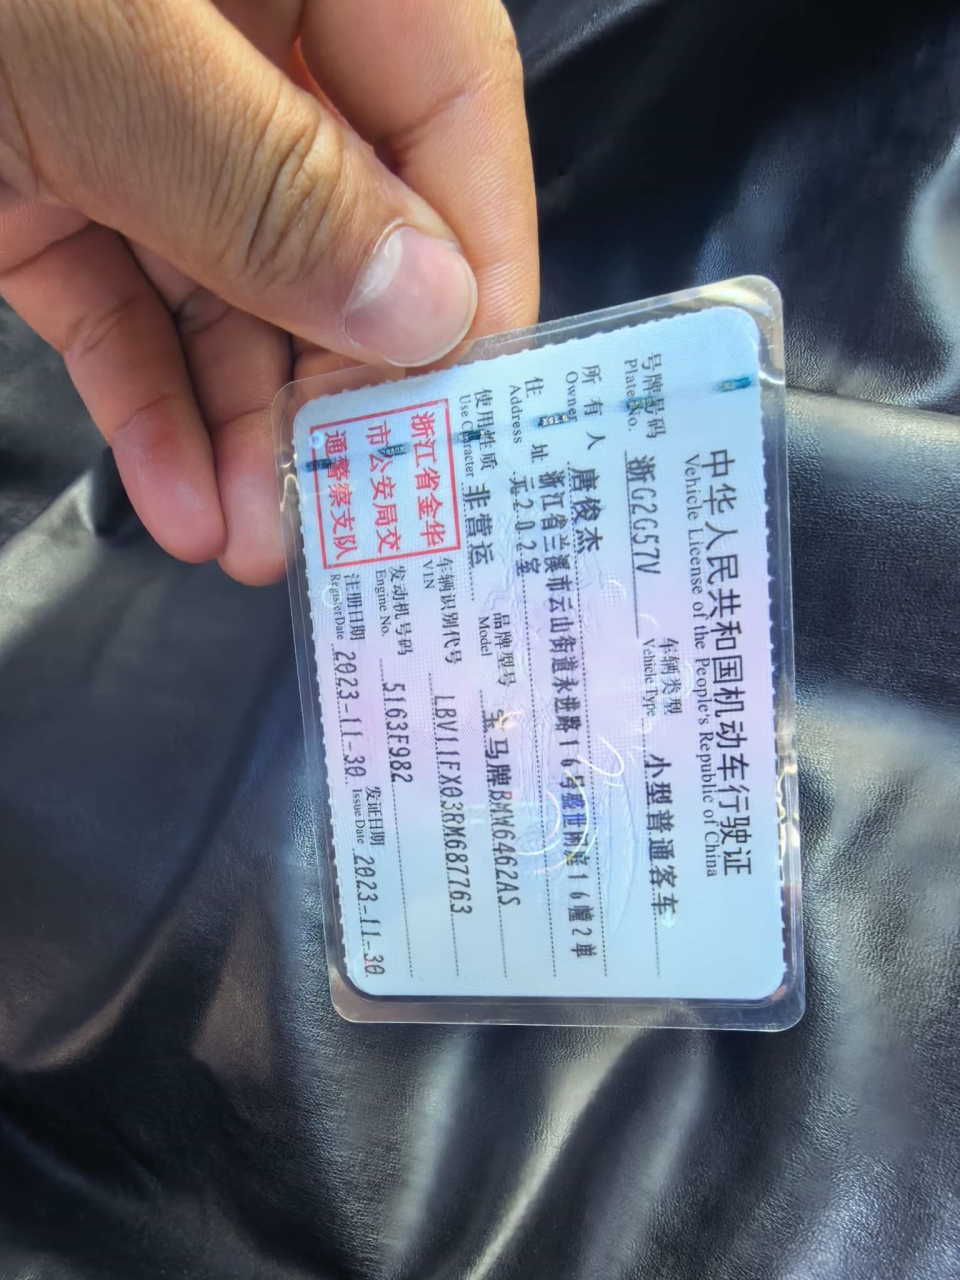 中华人民共和国机动车行驶证
Vehicle License of the People's Republic of China
号牌号码 浙G2G57V 车辆类型 小型普通客车
Plate No. Vehicle Type
所有人 唐俊杰
Owner
住址 浙江省兰溪市云山街道永进路16号盛世 16幢2单
Address 元202室
使用性质 非营运 品牌型号 宝马牌BMW6462AS
Use Character Model
浙江省金华
市公安局交
通警察支队
车辆识别代号 LBV11FX03RM687763
VIN
发动机号码 5163F982
Engine No.
注册日期 2023-11-30 发证日期 2023-11-30
Register Date Issue Date